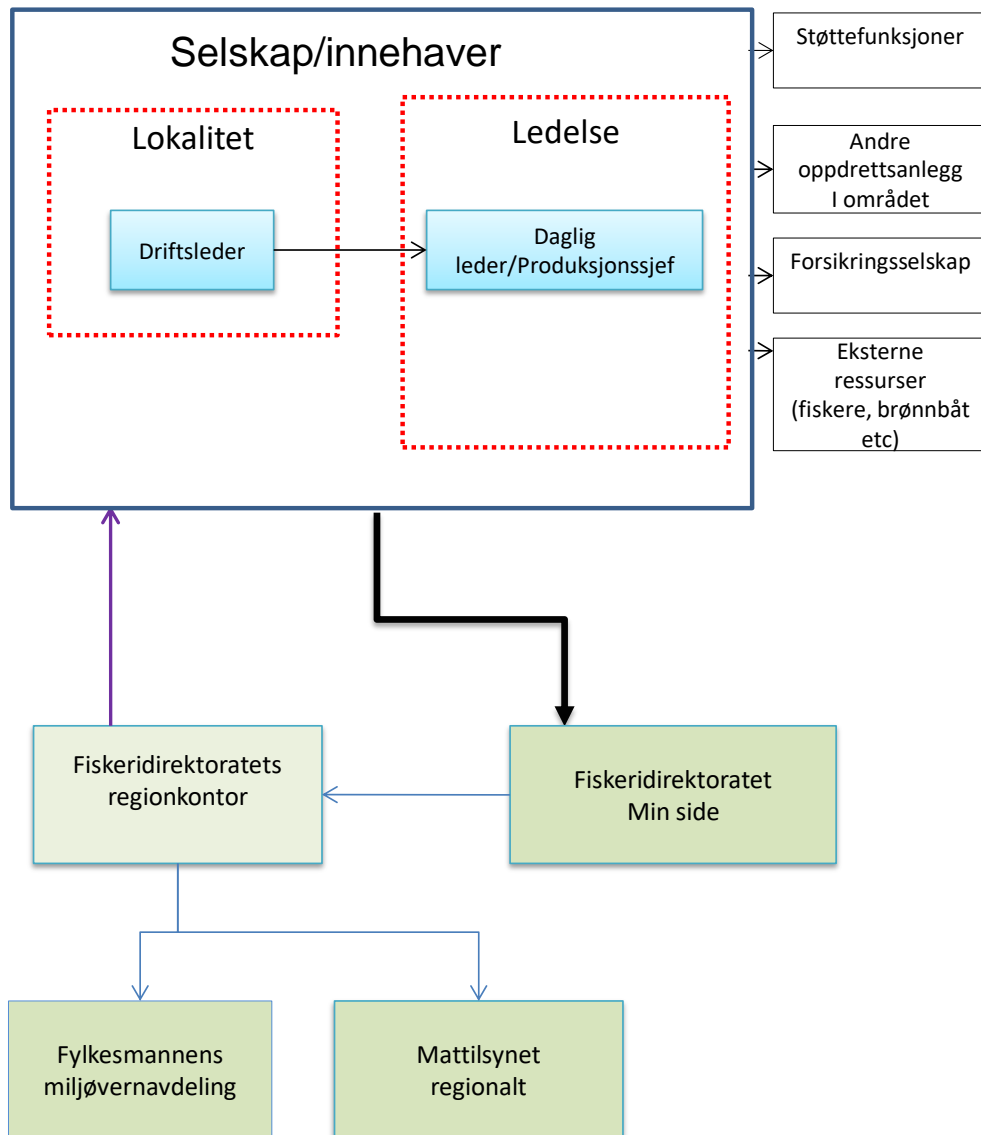 Selskap/innehaver
Lokalitet
Ledelse
Driftsleder
Daglig
leder/Produksjonssjef
Støttefunksjoner
Andre
oppdrettsanlegg
I området
Forsikringsselskap
Eksterne
ressurser
(fiskere, brønnbåt
etc)
Fiskeridirektoratets
regionkontor
Fiskeridirektoratet
Min side
Fylkesmannens
miljøvernavdeling
Mattilsynet
regionalt